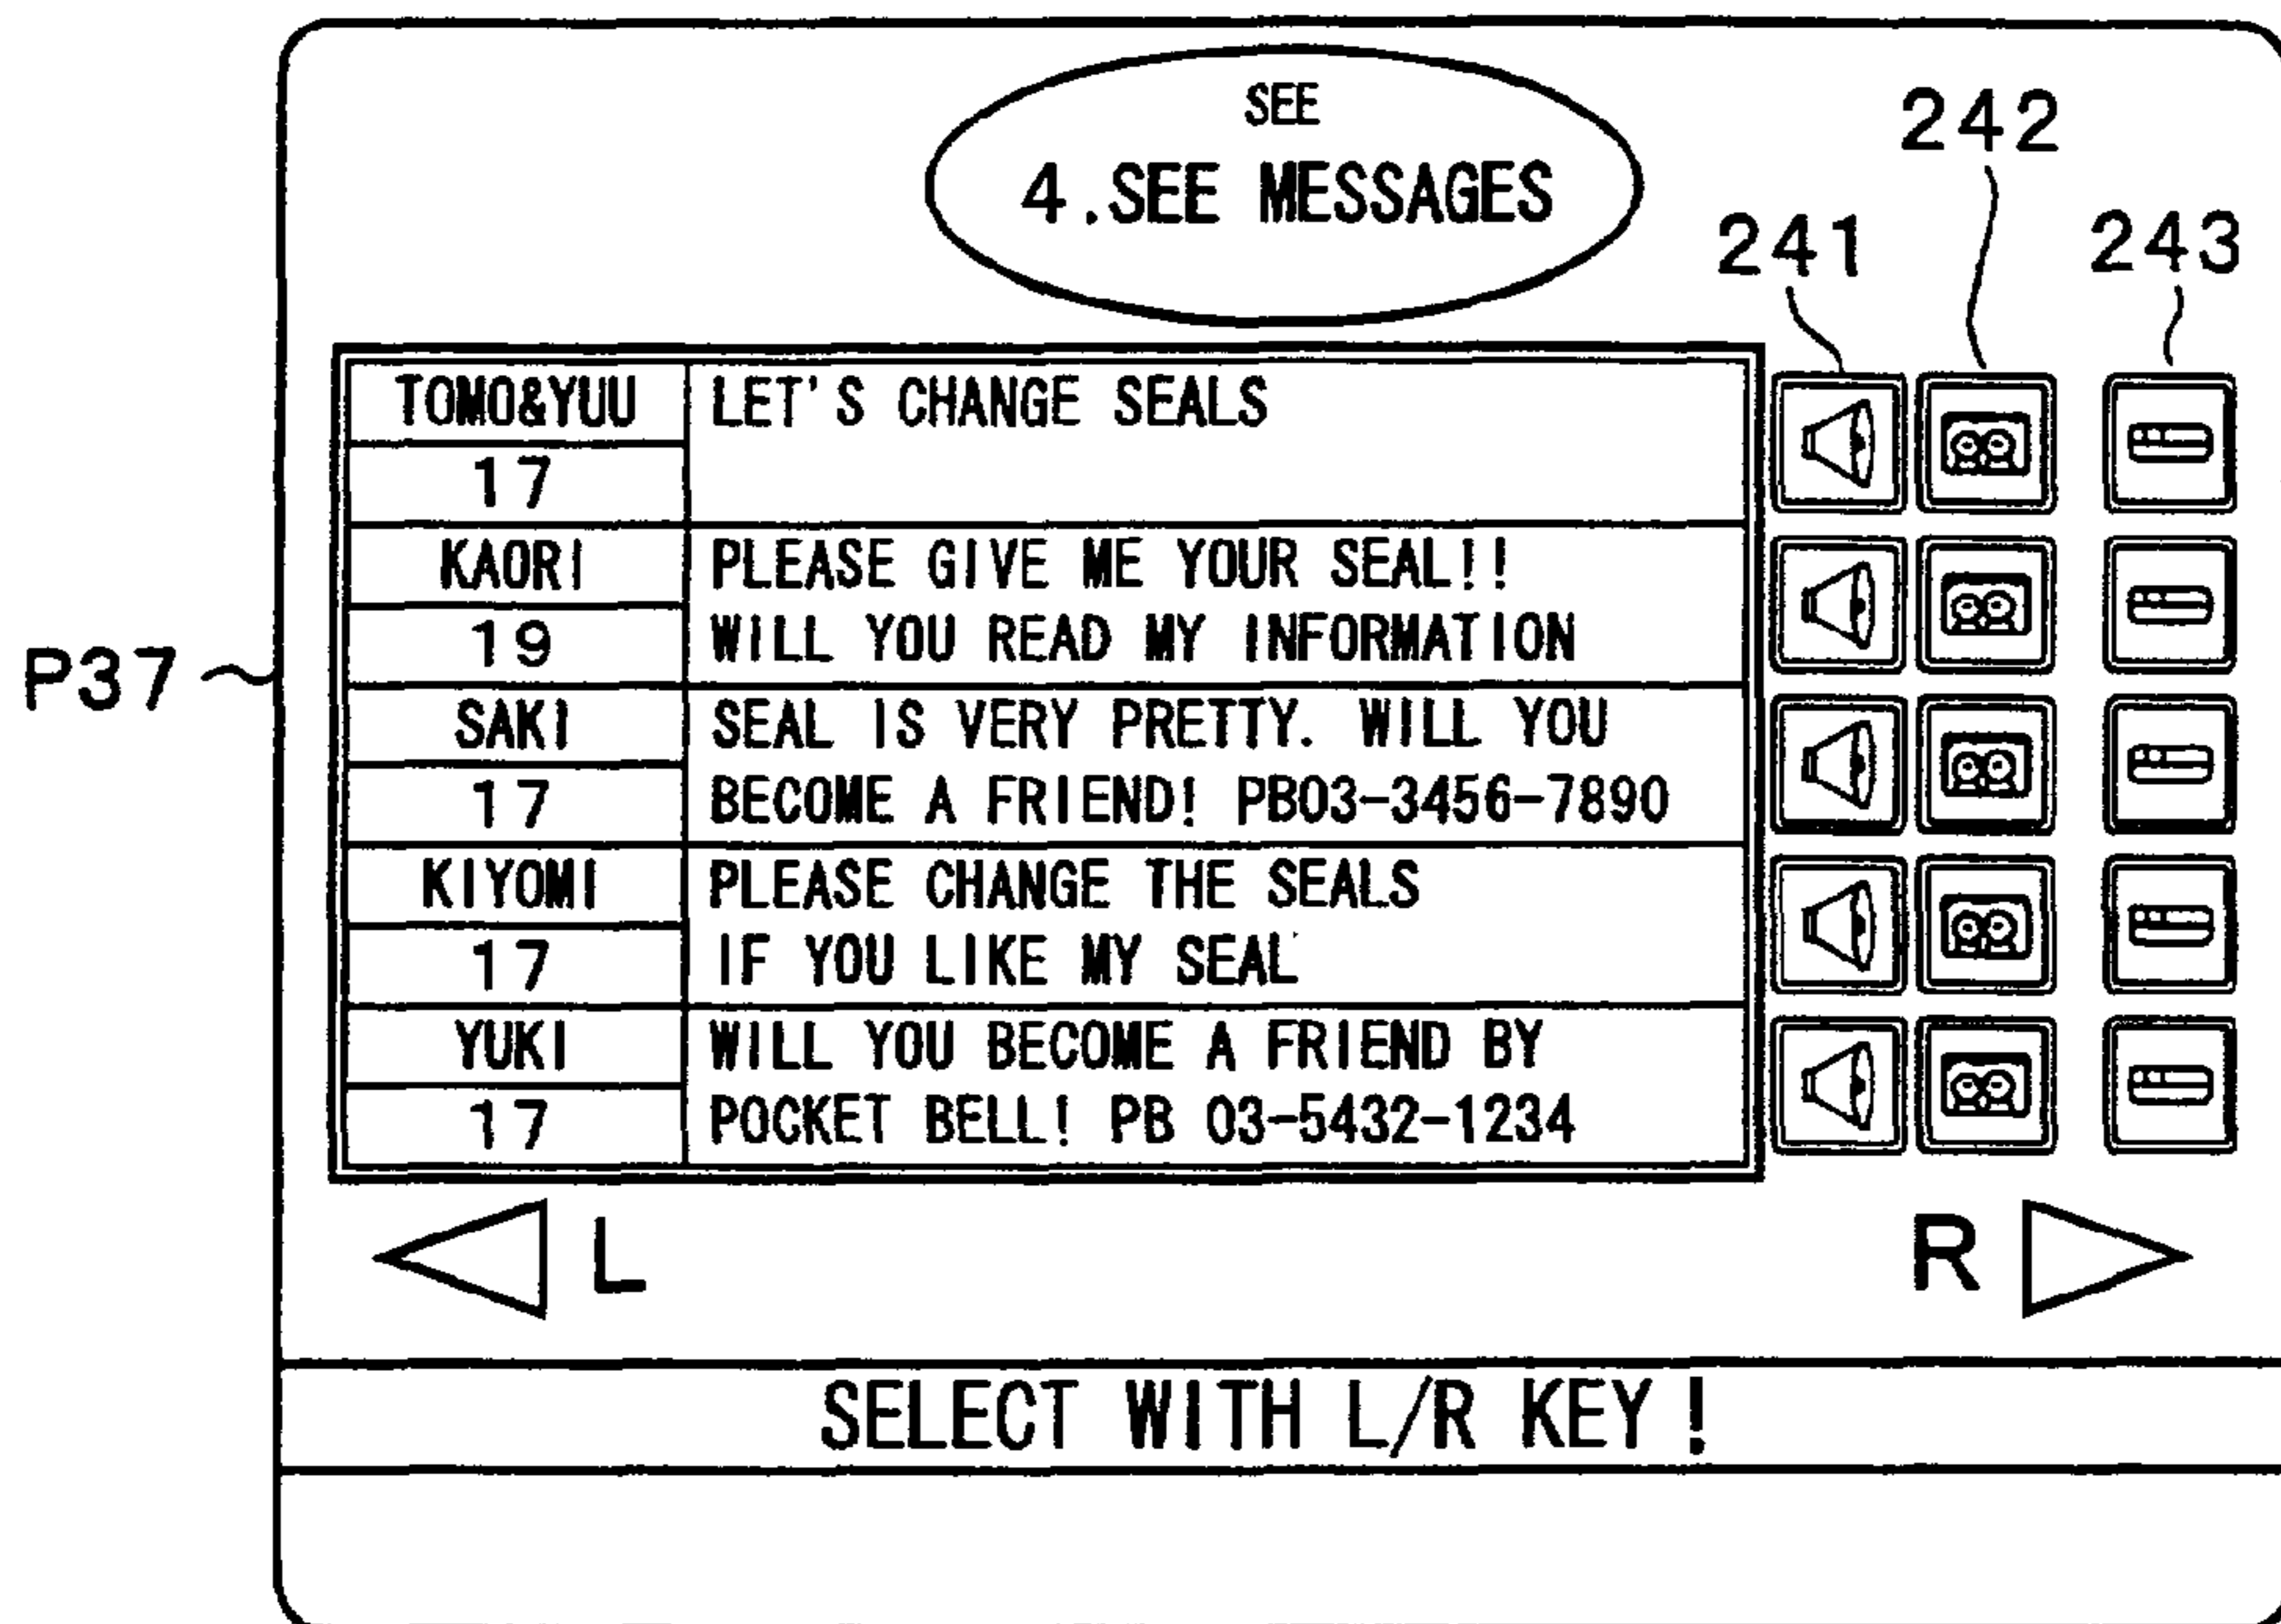 SEE
4.SEE MESSAGES
242
241
243
TOMO&YUU
LET'S CHANGE SEALS
17
KAORI
PLEASE GIVE ME YOUR SEAL!!
19
WILL YOU READ MY INFORMATION
P37
SAKI
SEAL IS VERY PRETTY. WILL YOU
17
BECOME A FRIEND! PB03-3456-7890
KIYOMI
PLEASE CHANGE THE SEALS
17
IF YOU LIKE MY SEAL
YUKI
WILL YOU BECOME A FRIEND BY
17
POCKET BELL! PB 03-5432-1234
L
R
SELECT WITH L/R KEY!